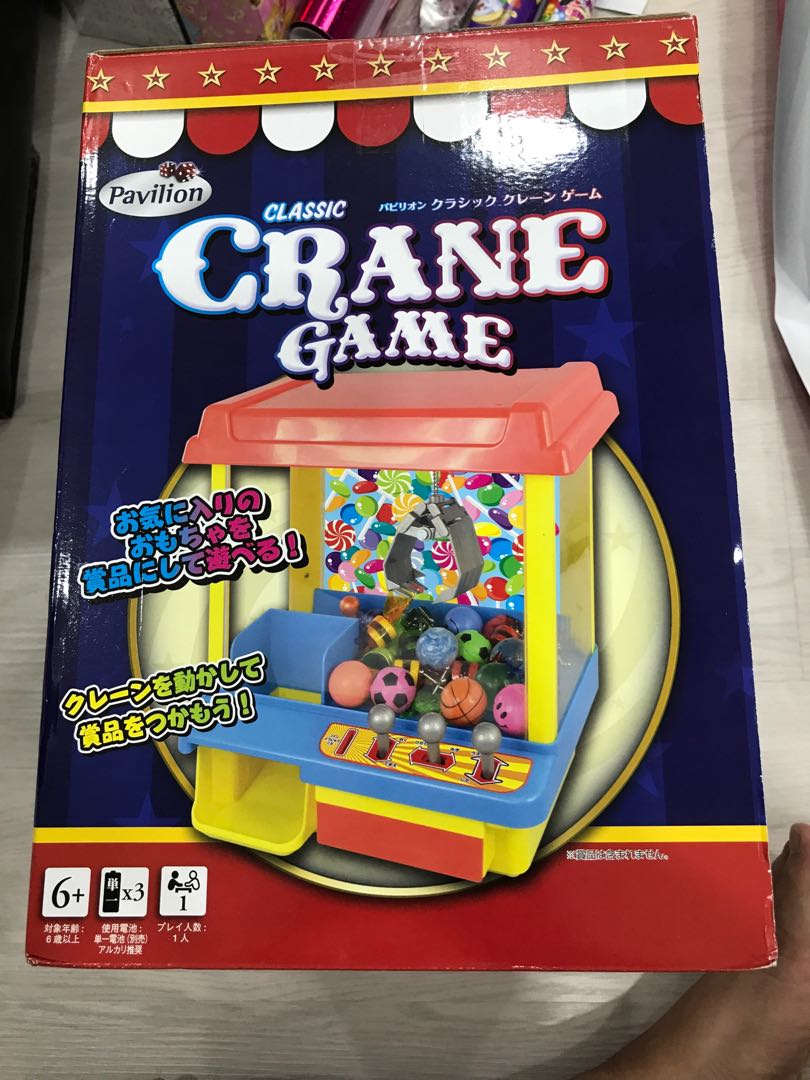 Pavilion
CLASSIC
パビリオン クラシック クレーン ゲーム
CRANE
GAME
お気に入りの
おもちゃを
賞品にして遊べる!
クレーンを動かして
賞品をつかもう!
※賞品は含まれません。
6+
単一
x3
1
対象年齢:
6歳以上
使用電池:
単一電池(別売)
アルカリ推奨
プレイ人数:
1人